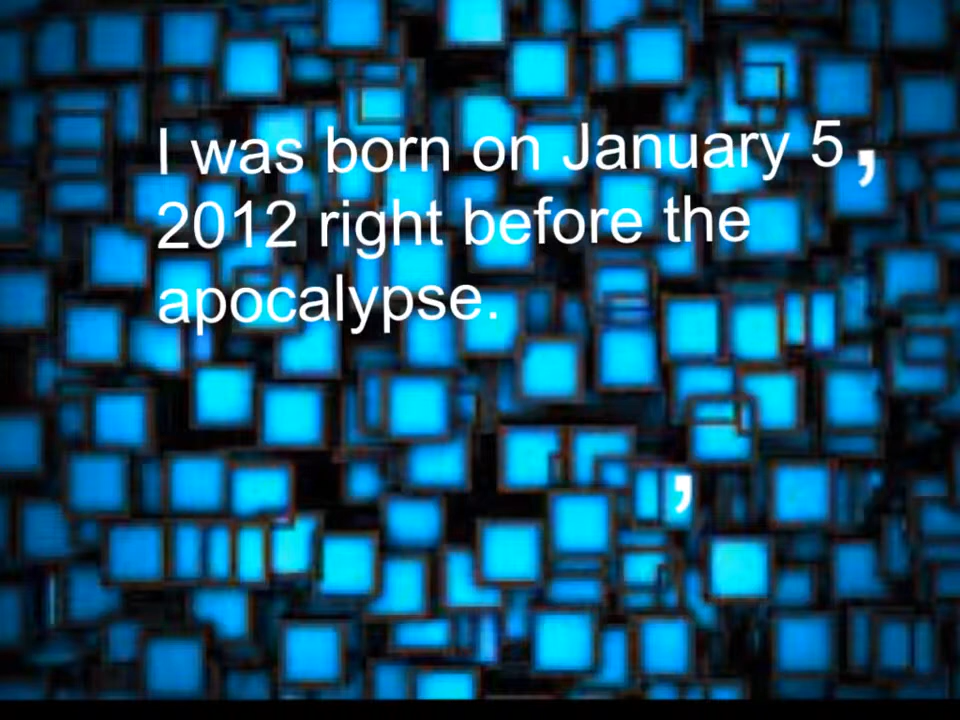 I was born on January 5,
2012 right before the
apocalypse.
,